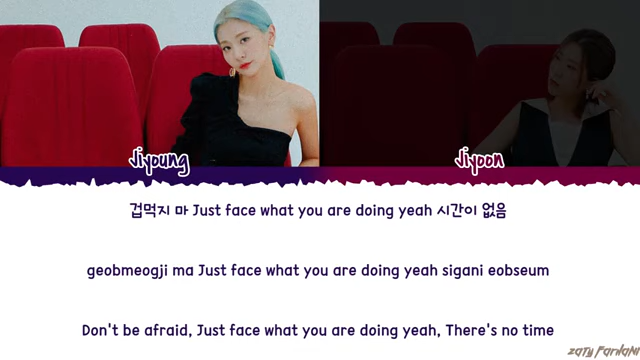 Jiyoung
Jiyoon
겁먹지 마 Just face what you are doing yeah 시간이 없음
geobmeogji ma Just face what you are doing yeah sigani eobseum
Don't be afraid, Just face what you are doing yeah, There's no time
Zaty Farhani